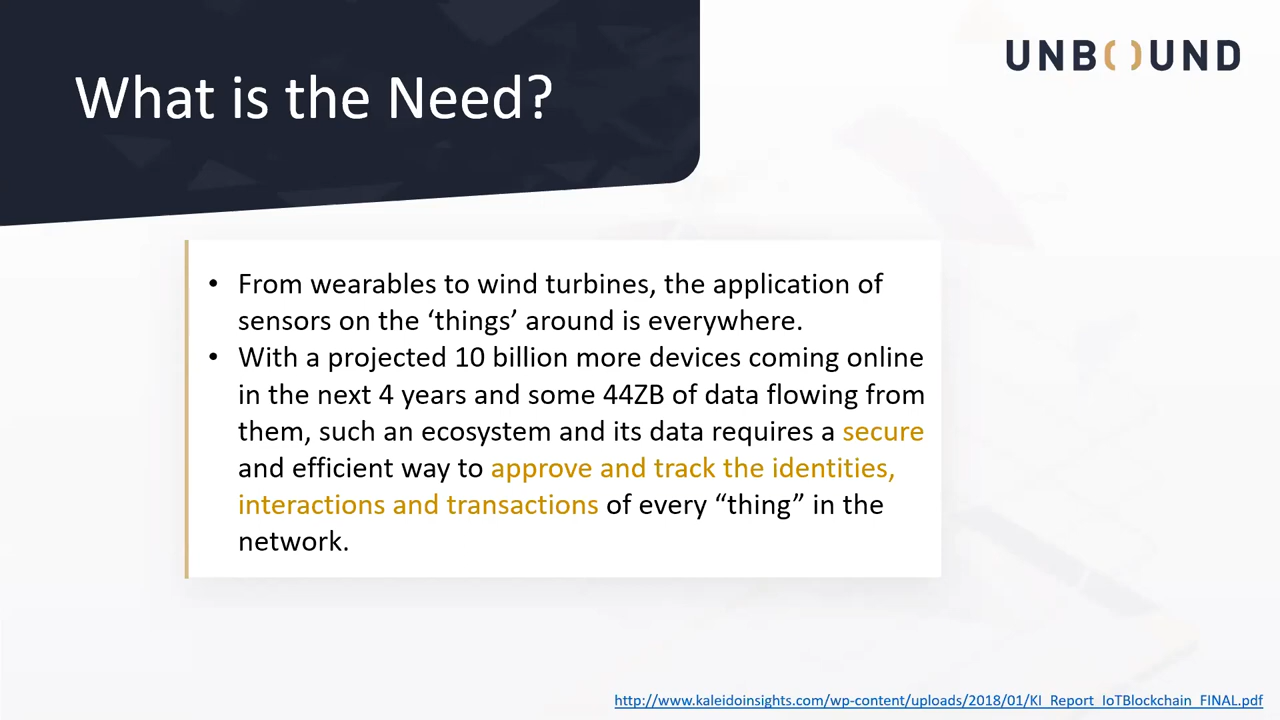 What is the Need?
UNB()UND
• From wearables to wind turbines, the application of
sensors on the ‘things’ around is everywhere.
• With a projected 10 billion more devices coming online
in the next 4 years and some 44ZB of data flowing from
them, such an ecosystem and its data requires a secure
and efficient way to approve and track the identities,
interactions and transactions of every “thing” in the
network.
http://www.kaleidoinsights.com/wp-content/uploads/2018/01/KI_Report_IoTBlockchain_FINAL.pdf